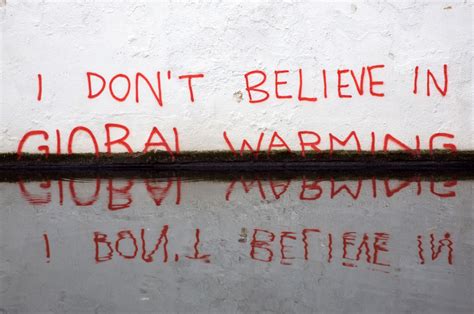 I DON'T BELIEVE IN
GLOBAL WARMING